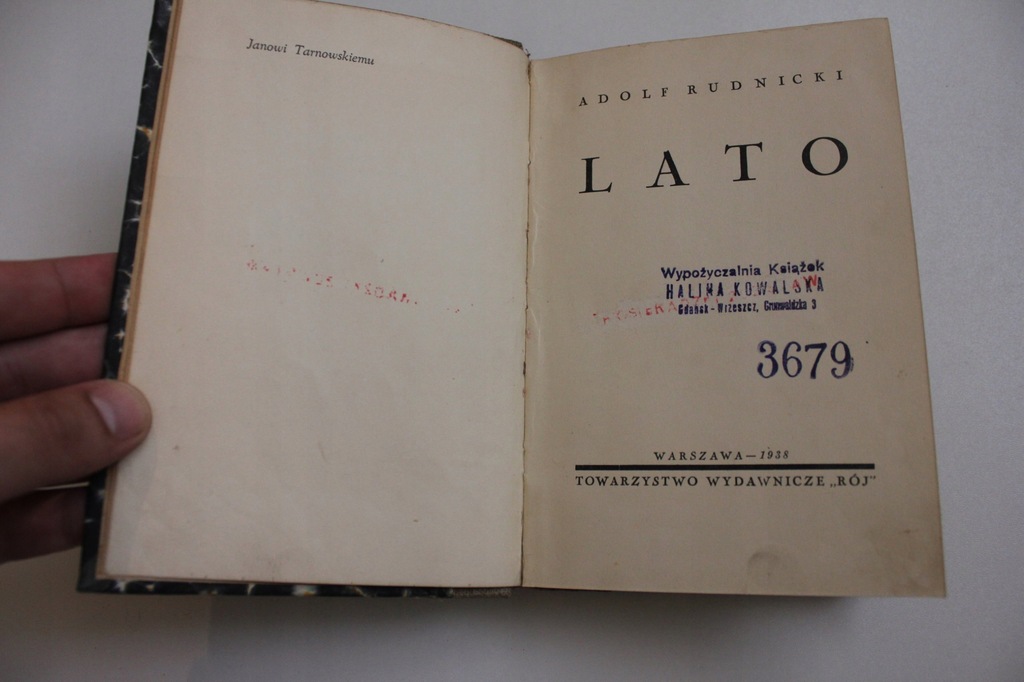 Janowi Tarnowskiemu
ADOLF RUDNICKI
LATO
Wypożyczalnia Książek
HALINA KOWALSKA
Gdańsk - Wrzeszcz, Grunwaldzka 3
3679
WARSZAWA — 1938
TOWARZYSTWO WYDAWNICZE „RÓJ”